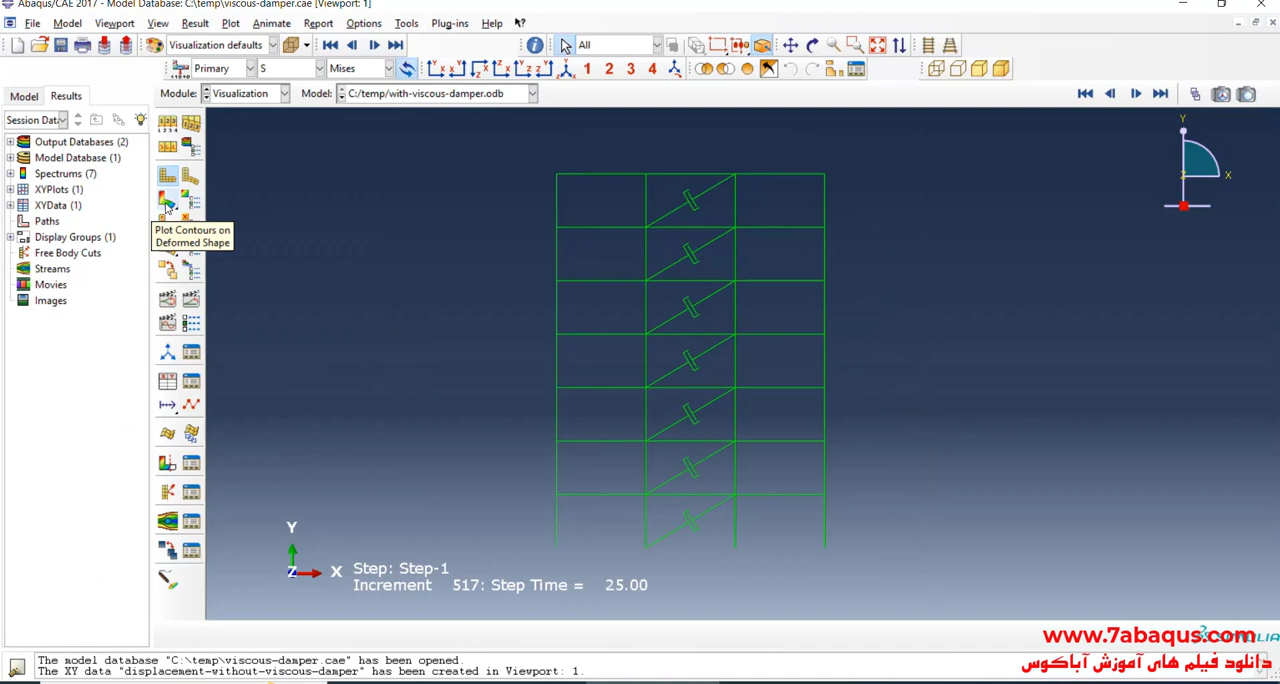 Abaqus/CAE 2017 - Model Database: C:\temp\viscous-damper.cae [Viewport: 1]
File Model Viewport View Result Plot Animate Report Options Tools Plug-ins Help
Visualization defaults All
Primary S Mises 1 2 3 4
Model Results Module: Visualization Model: C:/temp/with-viscous-damper.odb
Session Dat
Output Databases (2)
Model Database (1)
Spectrums (7)
XYPlots (1)
XYData (1)
Paths
Display Groups (1)
Free Body Cuts
Streams
Movies
Images
Plot Contours on
Deformed Shape
Y
X
Z
Y
Z X
Step: Step-1
Increment 517: Step Time = 25.00
www.7abaqus.com
دانلود فیلم های آموزش آباکوس
The model database "C:\temp\viscous-damper.cae" has been opened.
The XY data "displacement-without-viscous-damper" has been created in Viewport: 1.